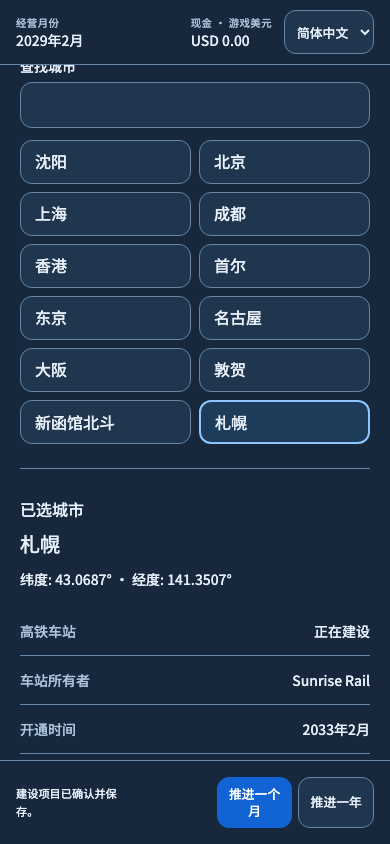 经营月份
2029年2月
现金 · 游戏美元
USD 0.00
简体中文
查找城市
沈阳
北京
上海
成都
香港
首尔
东京
名古屋
大阪
敦贺
新函馆北斗
札幌
已选城市
札幌
纬度: 43.0687° · 经度: 141.3507°
高铁车站
正在建设
车站所有者
Sunrise Rail
开通时间
2033年2月
建设项目已确认并保
存。
推进一个
月
推进一年